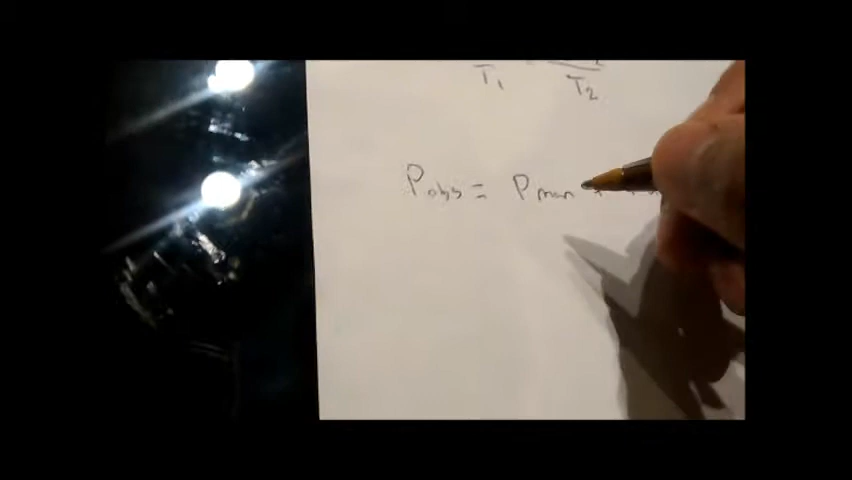 T1 T2
Pabs = Pman +